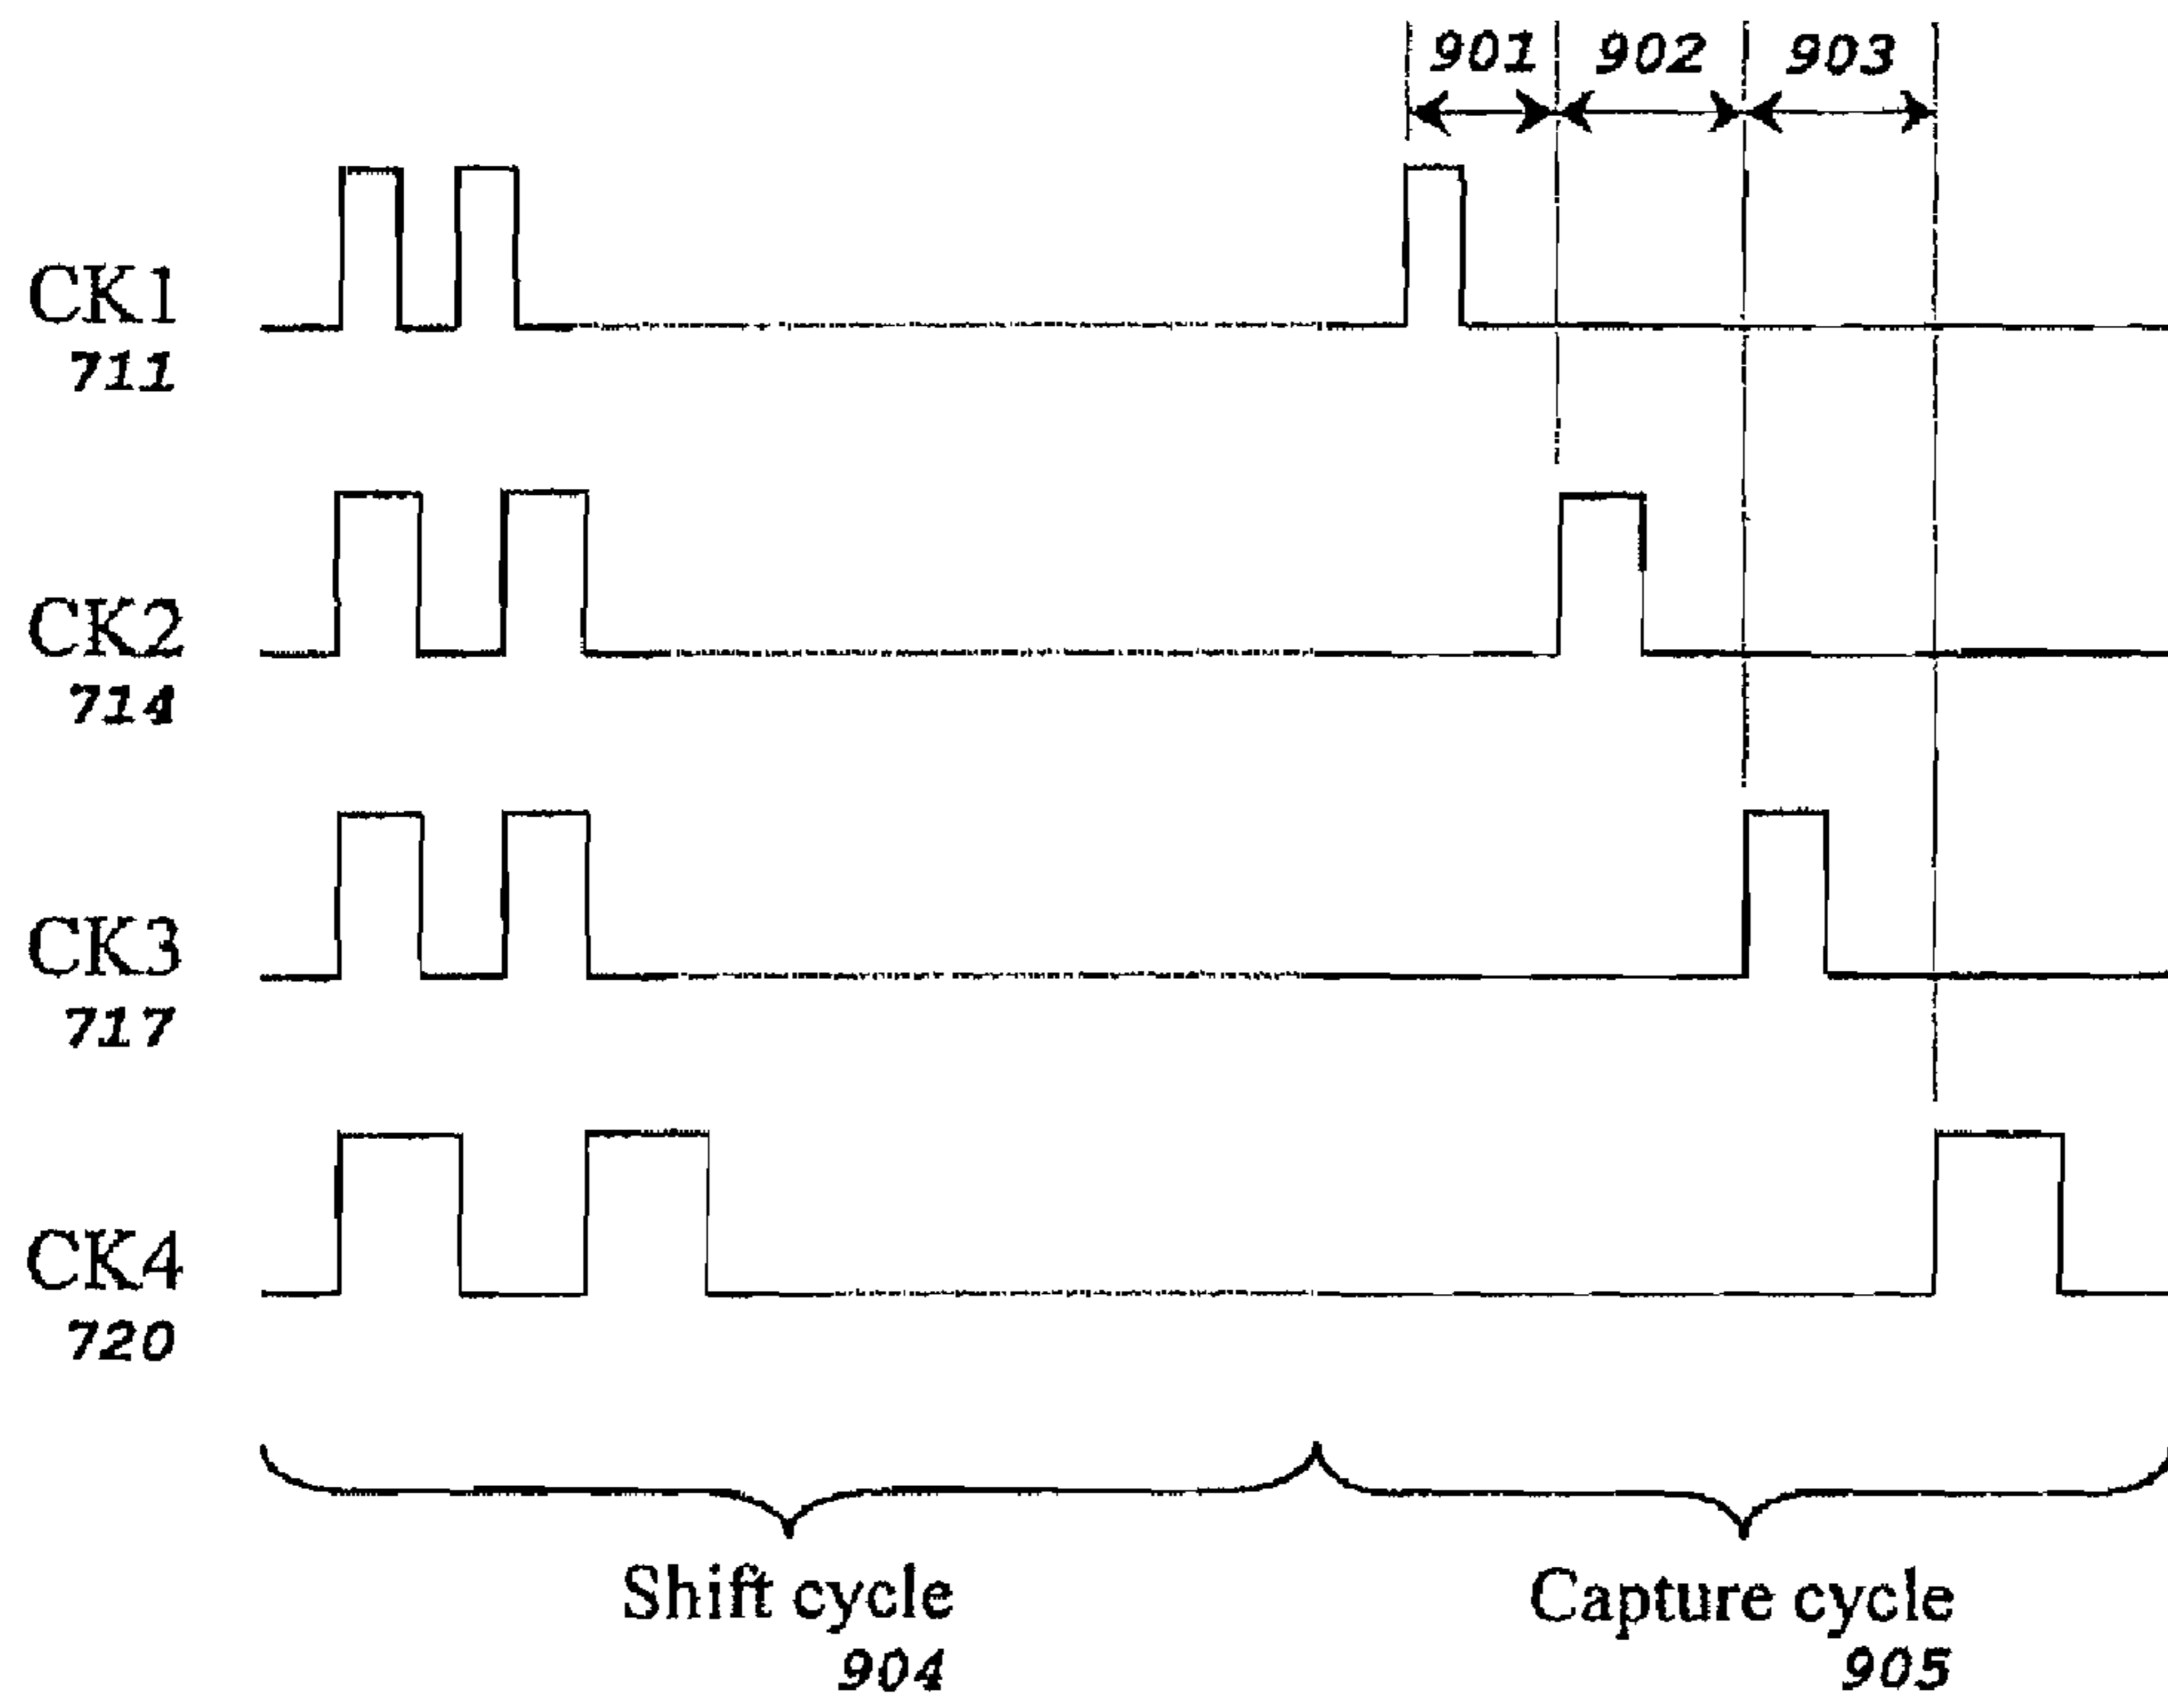 901 902 903
CK1
711
CK2
714
CK3
717
CK4
720
Shift cycle
904
Capture cycle
905